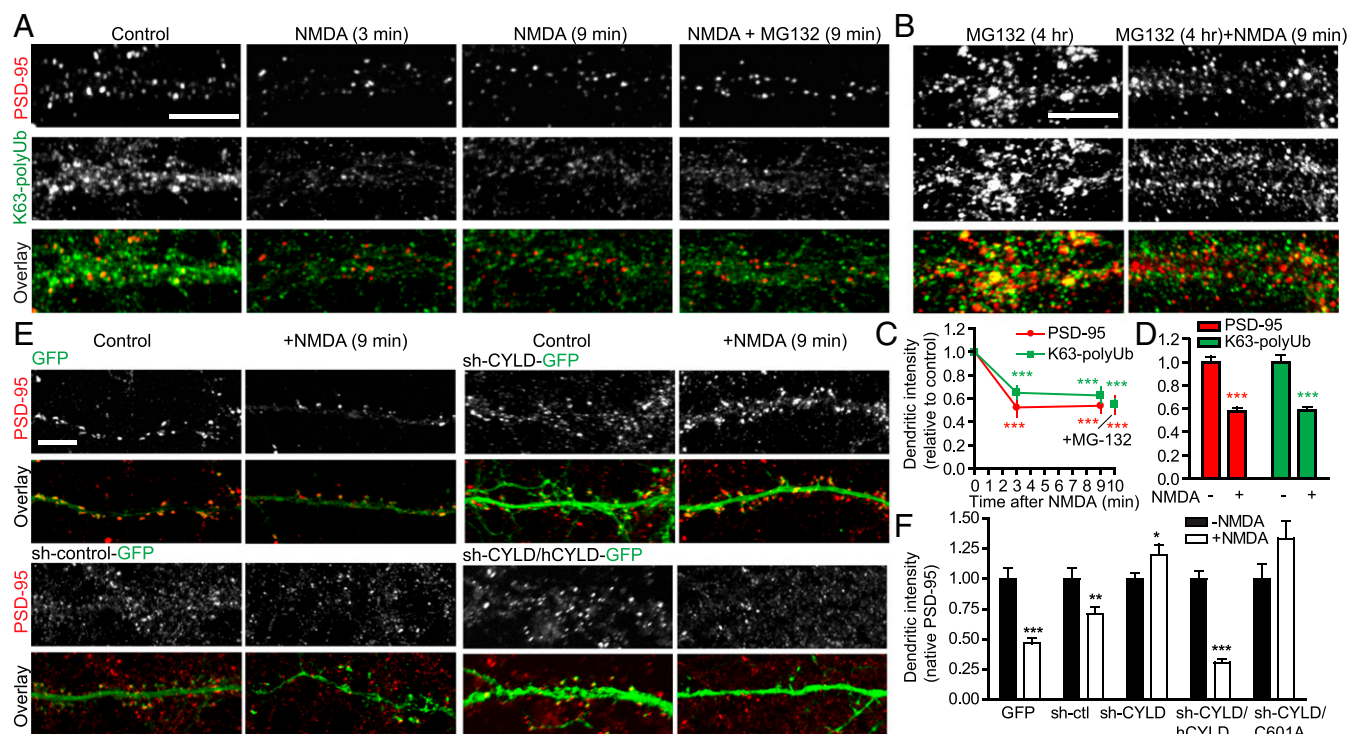 A
Control
NMDA (3 min)
NMDA (9 min)
NMDA + MG132 (9 min)
PSD-95
K63-polyUb
Overlay
B
MG132 (4 hr)
MG132 (4 hr)+NMDA (9 min)
E
Control
+NMDA (9 min)
Control
+NMDA (9 min)
GFP
sh-CYLD-GFP
PSD-95
Overlay
sh-control-GFP
sh-CYLD/hCYLD-GFP
PSD-95
Overlay
C
PSD-95
K63-polyUb
Dendritic intensity
(relative to control)
1.2
1.0
0.8
0.6
0.4
0.2
0.0
***
***
***
***
***
***
+MG-132
0 1 2 3 4 5 6 7 8 9 10
Time after NMDA (min)
D
PSD-95
K63-polyUb
1.2
1.0
0.8
0.6
0.4
0.2
0.0
***
***
NMDA - + - +
F
-NMDA
+NMDA
Dendritic intensity
(native PSD-95)
1.50
1.25
1.00
0.75
0.50
0.25
0.00
***
**
*
***
GFP
sh-ctl
sh-CYLD
sh-CYLD/
hCYLD
sh-CYLD/
C601A